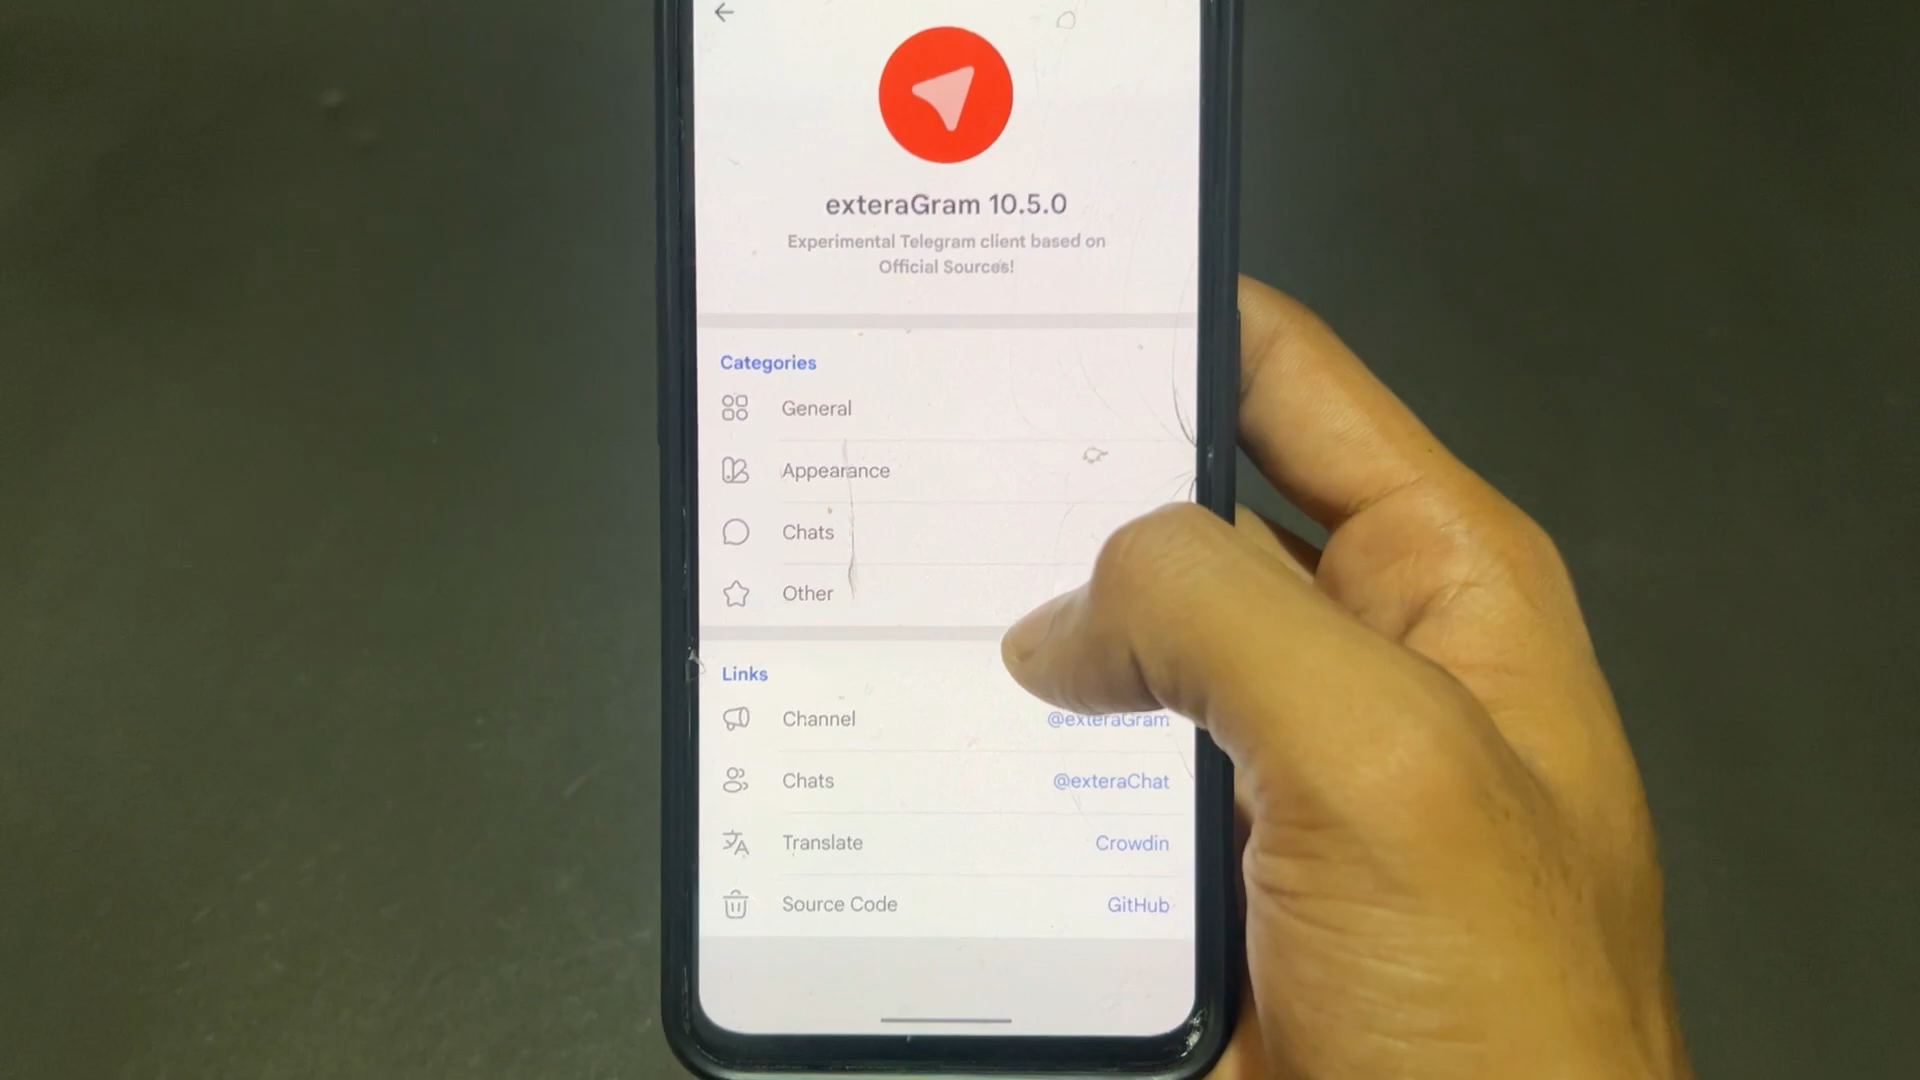 exteraGram 10.5.0
Experimental Telegram client based on
Official Sources!
Categories
General
Appearance
Chats
Other
Links
Channel @exteraGram
Chats @exteraChat
Translate Crowdin
Source Code GitHub